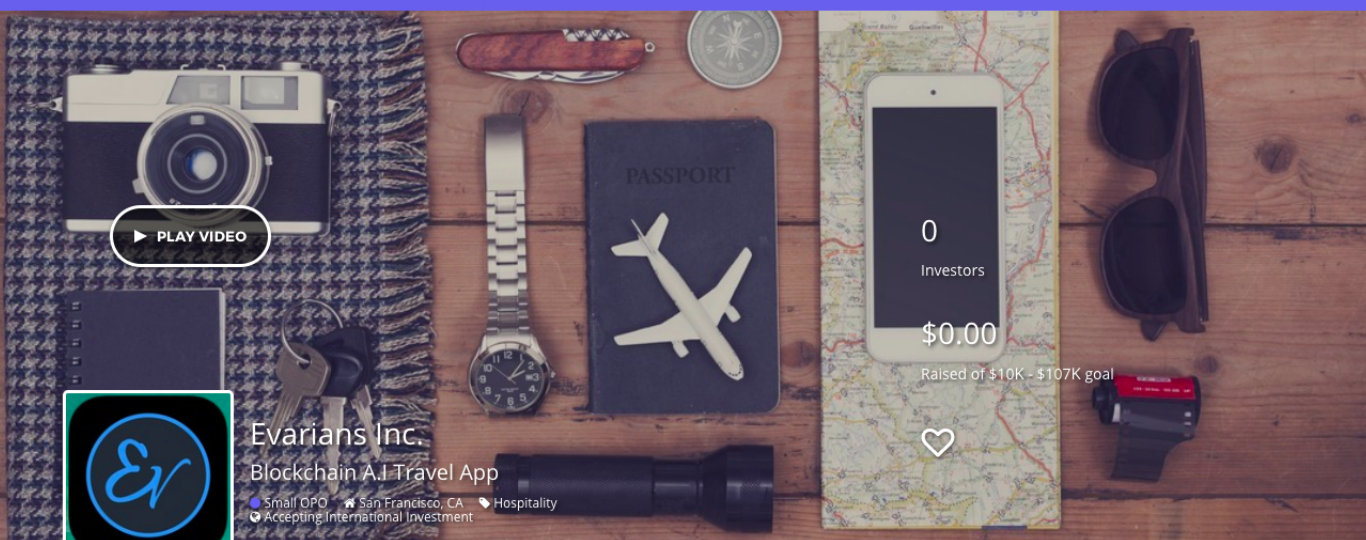 PLAY VIDEO
PASSPORT
0
Investors
$0.00
Raised of $10K - $107K goal
Ev
Evarians Inc.
Blockchain A.I Travel App
Small OPO San Francisco, CA Hospitality
Accepting International Investment